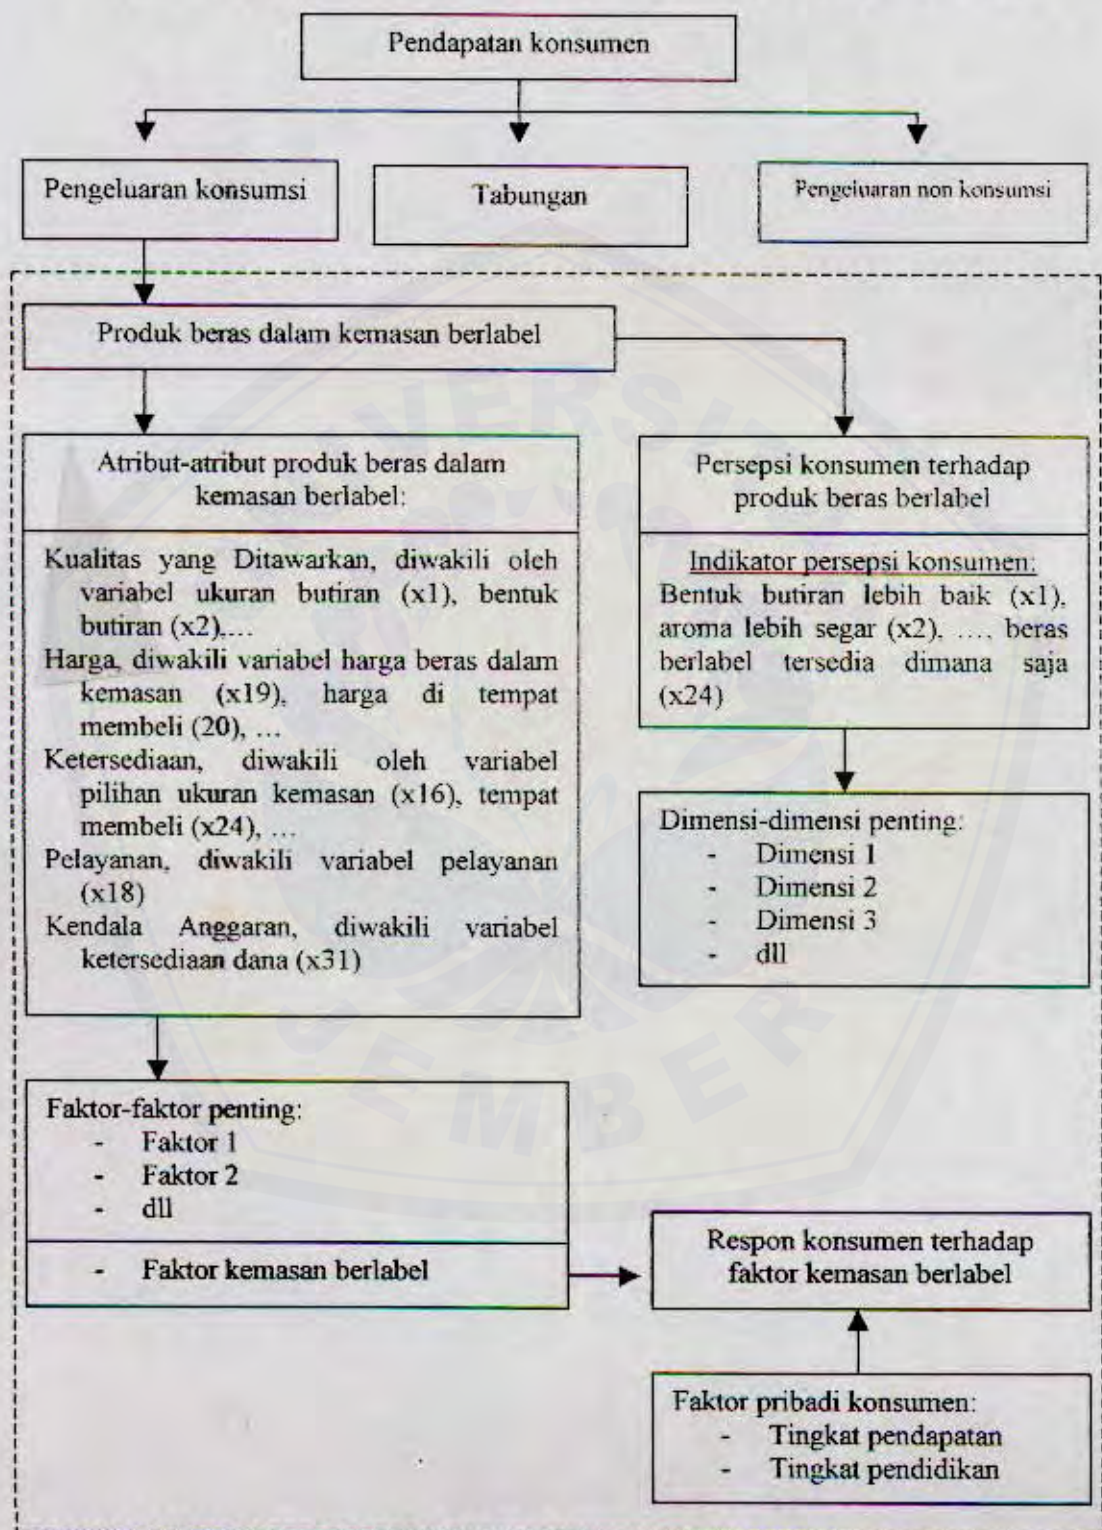 Pendapatan konsumen
Pengeluaran konsumsi
Tabungan
Pengeluaran non konsumsi
Produk beras dalam kemasan berlabel
Atribut-atribut produk beras dalam
kemasan berlabel:
Kualitas yang Ditawarkan, diwakili oleh
variabel ukuran butiran (x1), bentuk
butiran (x2),...
Harga, diwakili variabel harga beras dalam
kemasan (x19), harga di tempat
membeli (20), ...
Ketersediaan, diwakili oleh variabel
pilihan ukuran kemasan (x16), tempat
membeli (x24), ...
Pelayanan, diwakili variabel pelayanan
(x18)
Kendala Anggaran, diwakili variabel
ketersediaan dana (x31)
Persepsi konsumen terhadap
produk beras berlabel
Indikator persepsi konsumen:
Bentuk butiran lebih baik (x1),
aroma lebih segar (x2), ...., beras
berlabel tersedia dimana saja
(x24)
Dimensi-dimensi penting:
- Dimensi 1
- Dimensi 2
- Dimensi 3
- dll
Faktor-faktor penting:
- Faktor 1
- Faktor 2
- dll
- Faktor kemasan berlabel
Respon konsumen terhadap
faktor kemasan berlabel
Faktor pribadi konsumen:
- Tingkat pendapatan
- Tingkat pendidikan
UNIVERSITAS
JEMBER